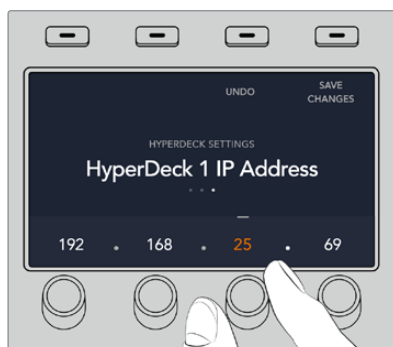 UNDO
SAVE
CHANGES
HYPERDECK SETTINGS
HyperDeck 1 IP Address
192 . 168 . 25 . 69